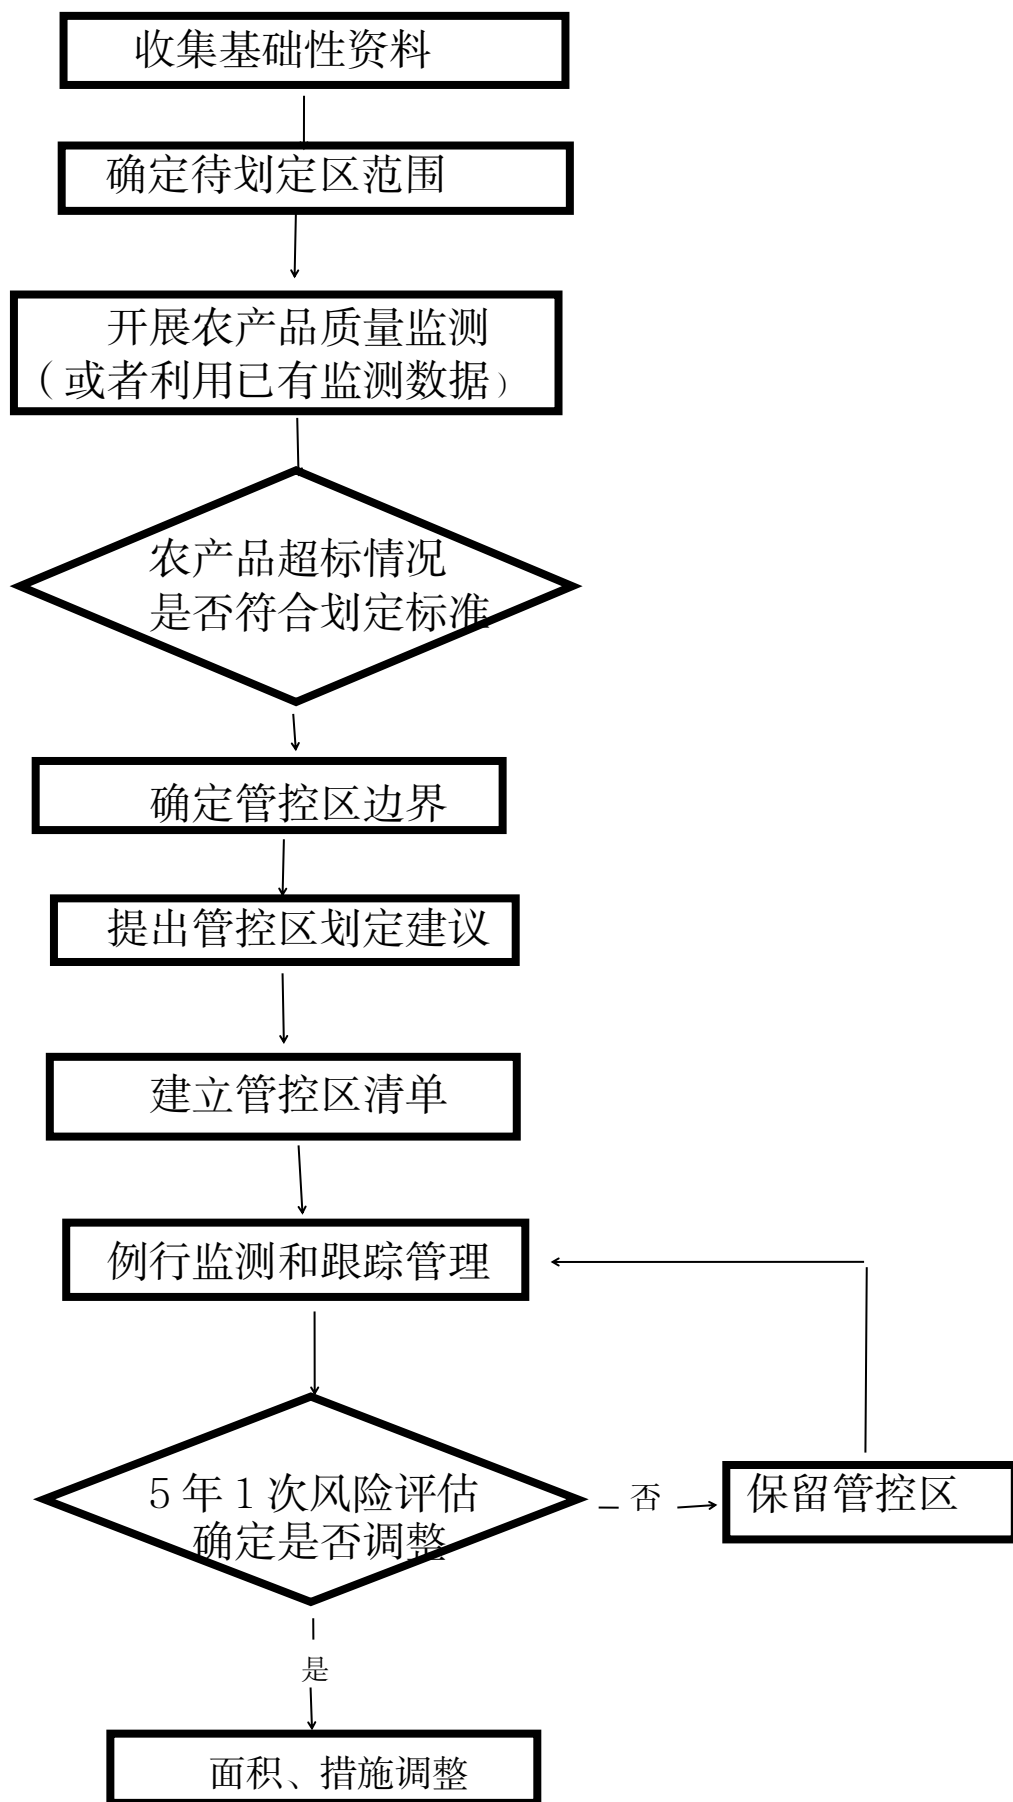 收集基础性资料
确定待划定区范围
开展农产品质量监测
（或者利用已有监测数据）
农产品超标情况
是否符合划定标准
确定管控区边界
提出管控区划定建议
建立管控区清单
例行监测和跟踪管理
5 年 1 次风险评估
确定是否调整
否
保留管控区
是
面积、措施调整